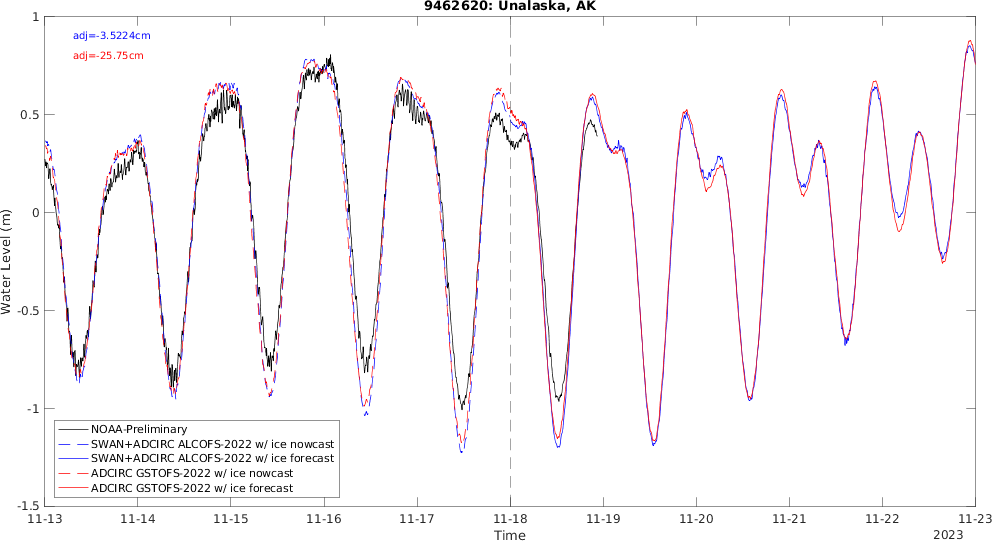 9462620: Unalaska, AK
adj=-3.5224cm
adj=-25.75cm
1
0.5
0
-0.5
-1
-1.5
Water Level (m)
NOAA-Preliminary
SWAN+ADCIRC ALCOFS-2022 w/ ice nowcast
SWAN+ADCIRC ALCOFS-2022 w/ ice forecast
ADCIRC GSTOFS-2022 w/ ice nowcast
ADCIRC GSTOFS-2022 w/ ice forecast
11-13 11-14 11-15 11-16 11-17 11-18 11-19 11-20 11-21 11-22 11-23
Time
2023